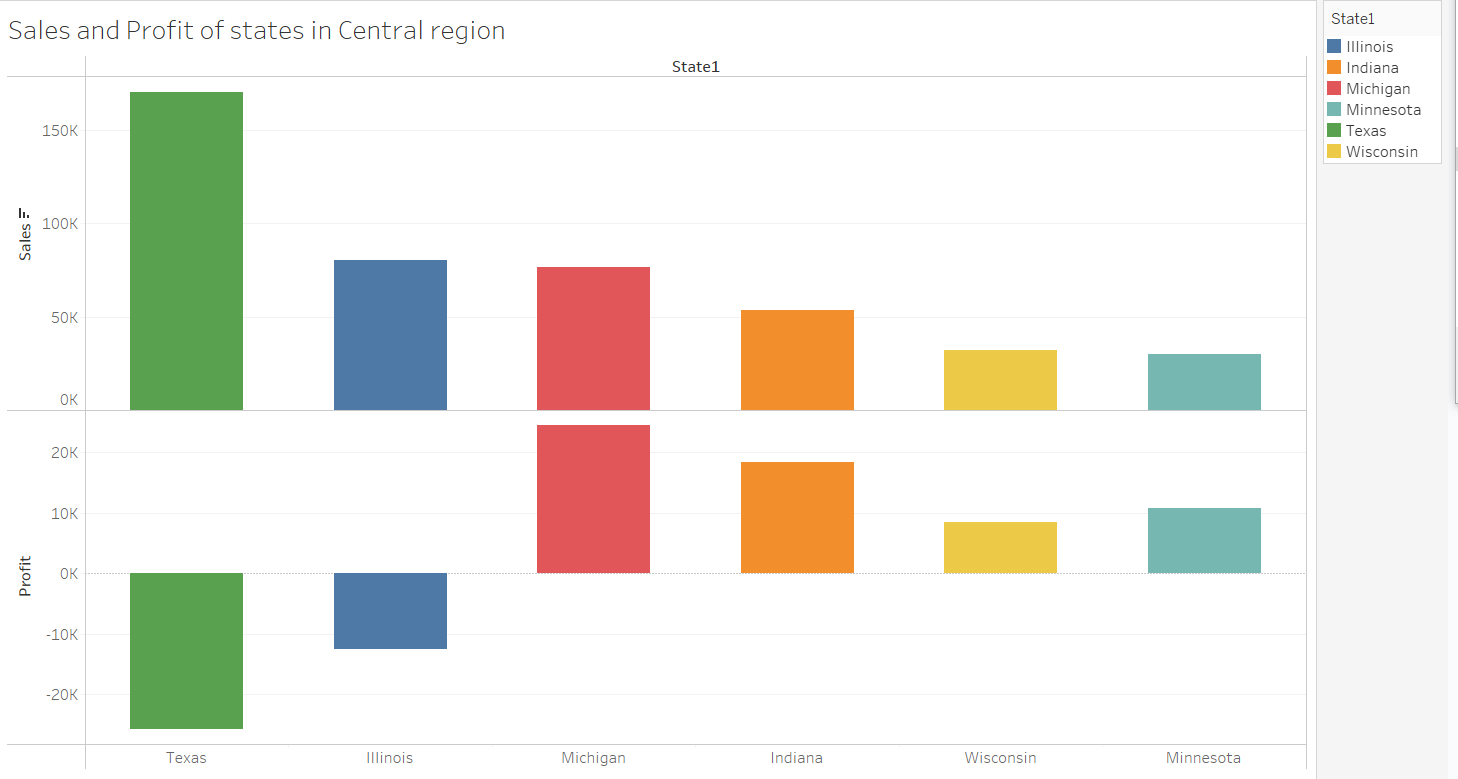 Sales and Profit of states in Central region
State1
150K
100K
50K
0K
Sales
20K
10K
0K
-10K
-20K
Profit
Texas Illinois Michigan Indiana Wisconsin Minnesota
State1
Illinois
Indiana
Michigan
Minnesota
Texas
Wisconsin